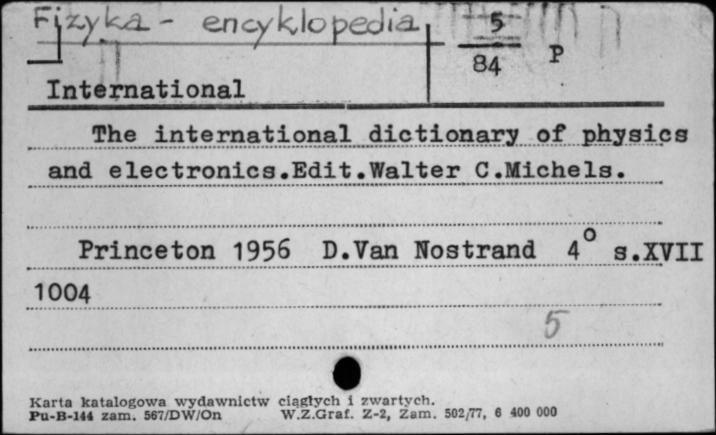 Fizyka - encyklopedia
5
84 P
International
The international dictionary of physics
and electronics.Edit.Walter C.Michels.
Princeton 1956 D.Van Nostrand 4° s.XVII
1004
5
Karta katalogowa wydawnictw ciągłych i zwartych.
Pu-B-144 zam. 567/DW/On W.Z.Graf. Z-2, Zam. 502/77, 6 400 000